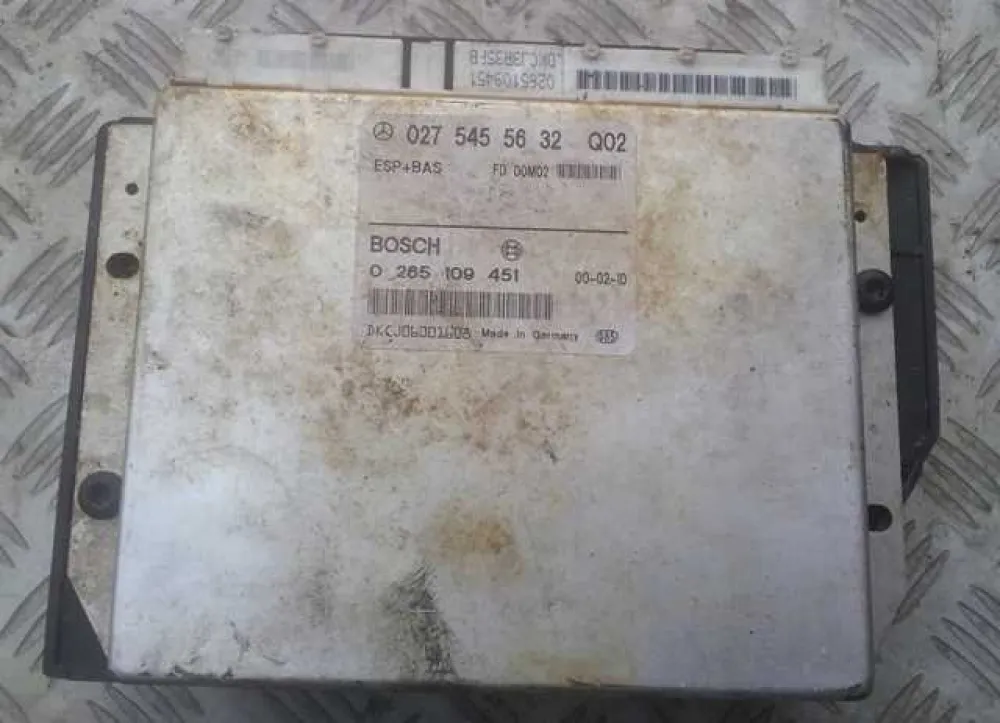 0265109451
027 545 56 32 Q02
ESP+BAS FD 00M02
BOSCH
0 265 109 451 00-02-10
DKCJ06001608 Made in Germany